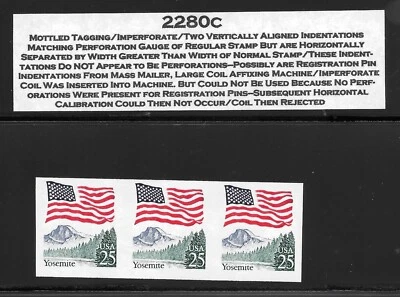 2280c
Mottled Tagging/Imperforate/Two Vertically Aligned Indentations
Matching Perforation Gauge of Regular Stamp But are Horizontally
Separated by Width Greater Than Width of Normal Stamp/These Inden-
tations Do NOT Appear to Be Perforations—Possibly are Registration Pin
Indentations From Mass Mailer, Large Coil Affixing Machine/Imperforate
Coil Was Inserted Into Machine. But Could Not Be Used Because No Perf-
orations Were Present for Registration Pins—Subsequent Horizontal
Calibration Could Then Not Occur/Coil Then Rejected
USA USA USA
Yosemite 25 Yosemite 25 Yosemite 25